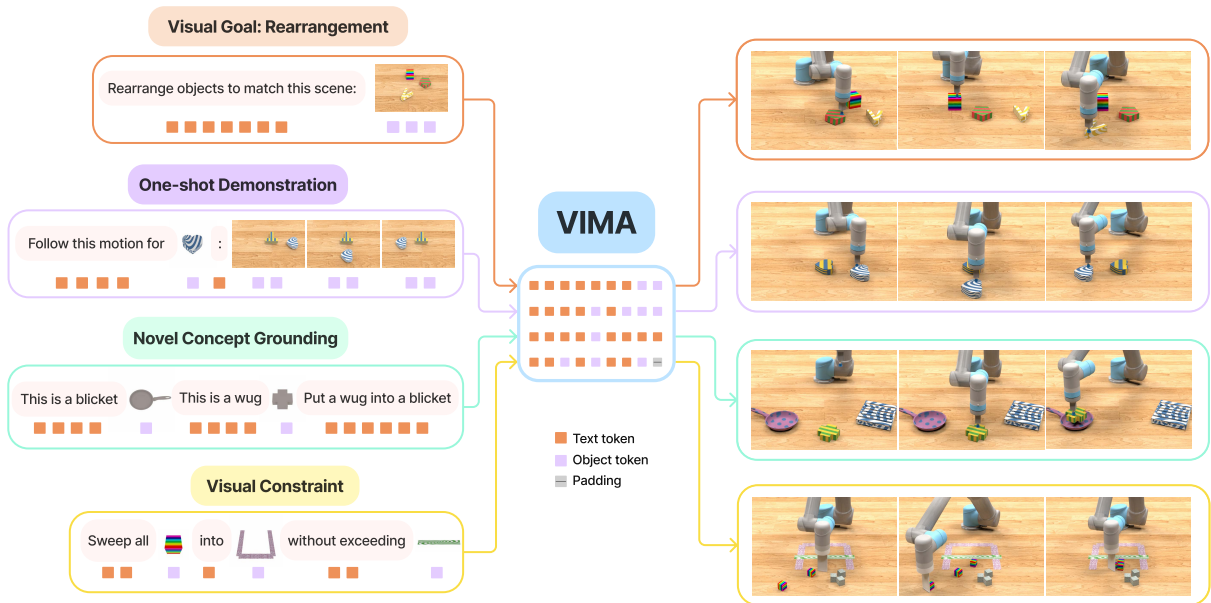 Visual Goal: Rearrangement
Rearrange objects to match this scene:
One-shot Demonstration
Follow this motion for
:
Novel Concept Grounding
This is a blicket
This is a wug
Put a wug into a blicket
Visual Constraint
Sweep all
into
without exceeding
VIMA
Text token
Object token
Padding